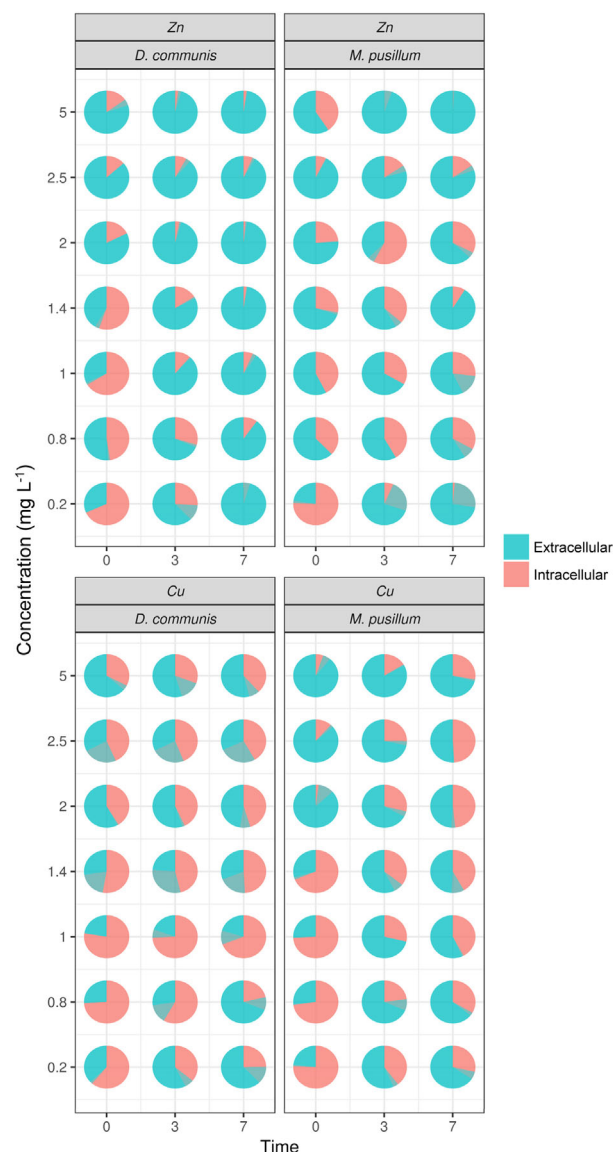 Zn
Zn
D. communis
M. pusillum
5
2.5
2
1.4
1
0.8
0.2
0 3 7
0 3 7
Concentration (mg L⁻¹)
Extracellular
Intracellular
Cu
Cu
D. communis
M. pusillum
5
2.5
2
1.4
1
0.8
0.2
0 3 7
0 3 7
Time